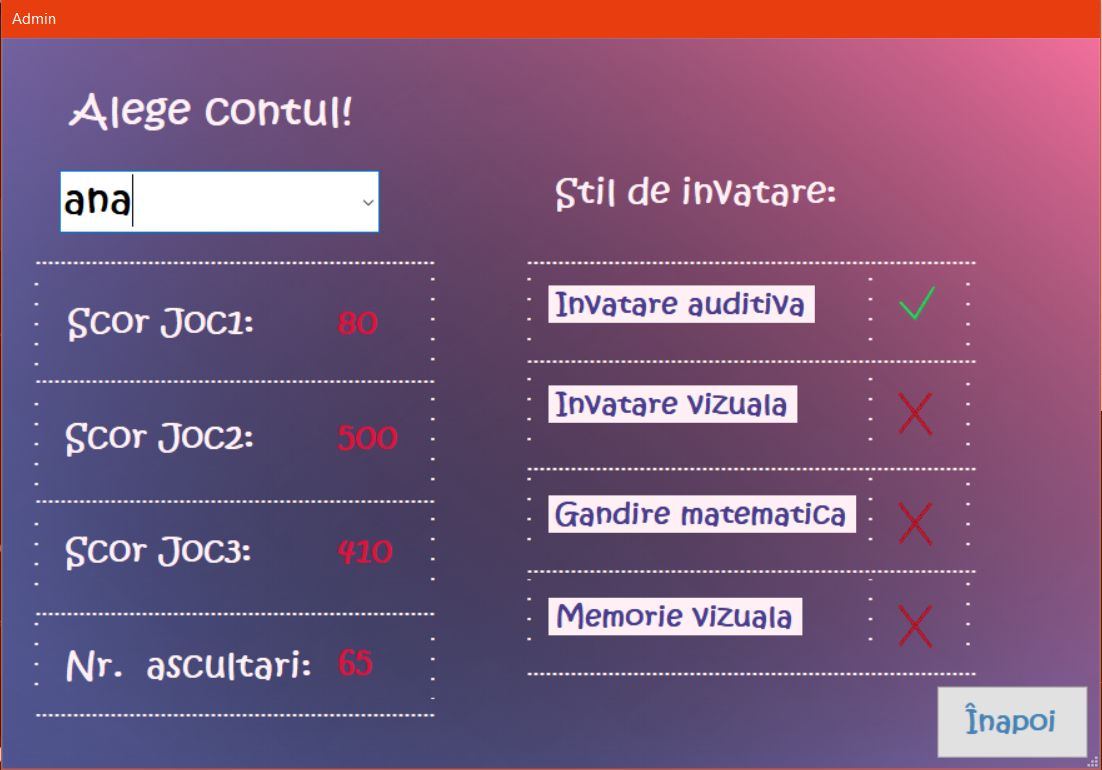 Admin
Alege contul!
ana
Scor Joc1: 80
Scor Joc2: 500
Scor Joc3: 410
Nr. ascultari: 65
Stil de invatare:
Invatare auditiva
Invatare vizuala
Gandire matematica
Memorie vizuala
Înapoi